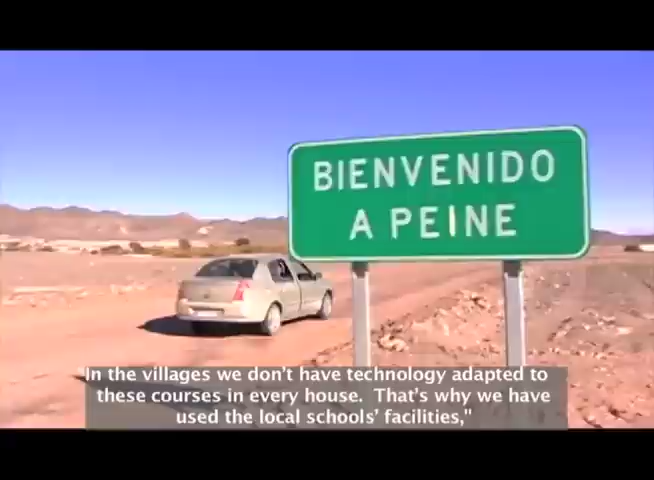 BIENVENIDO
A PEINE
In the villages we don't have technology adapted to
these courses in every house.  That's why we have
used the local schools' facilities,"